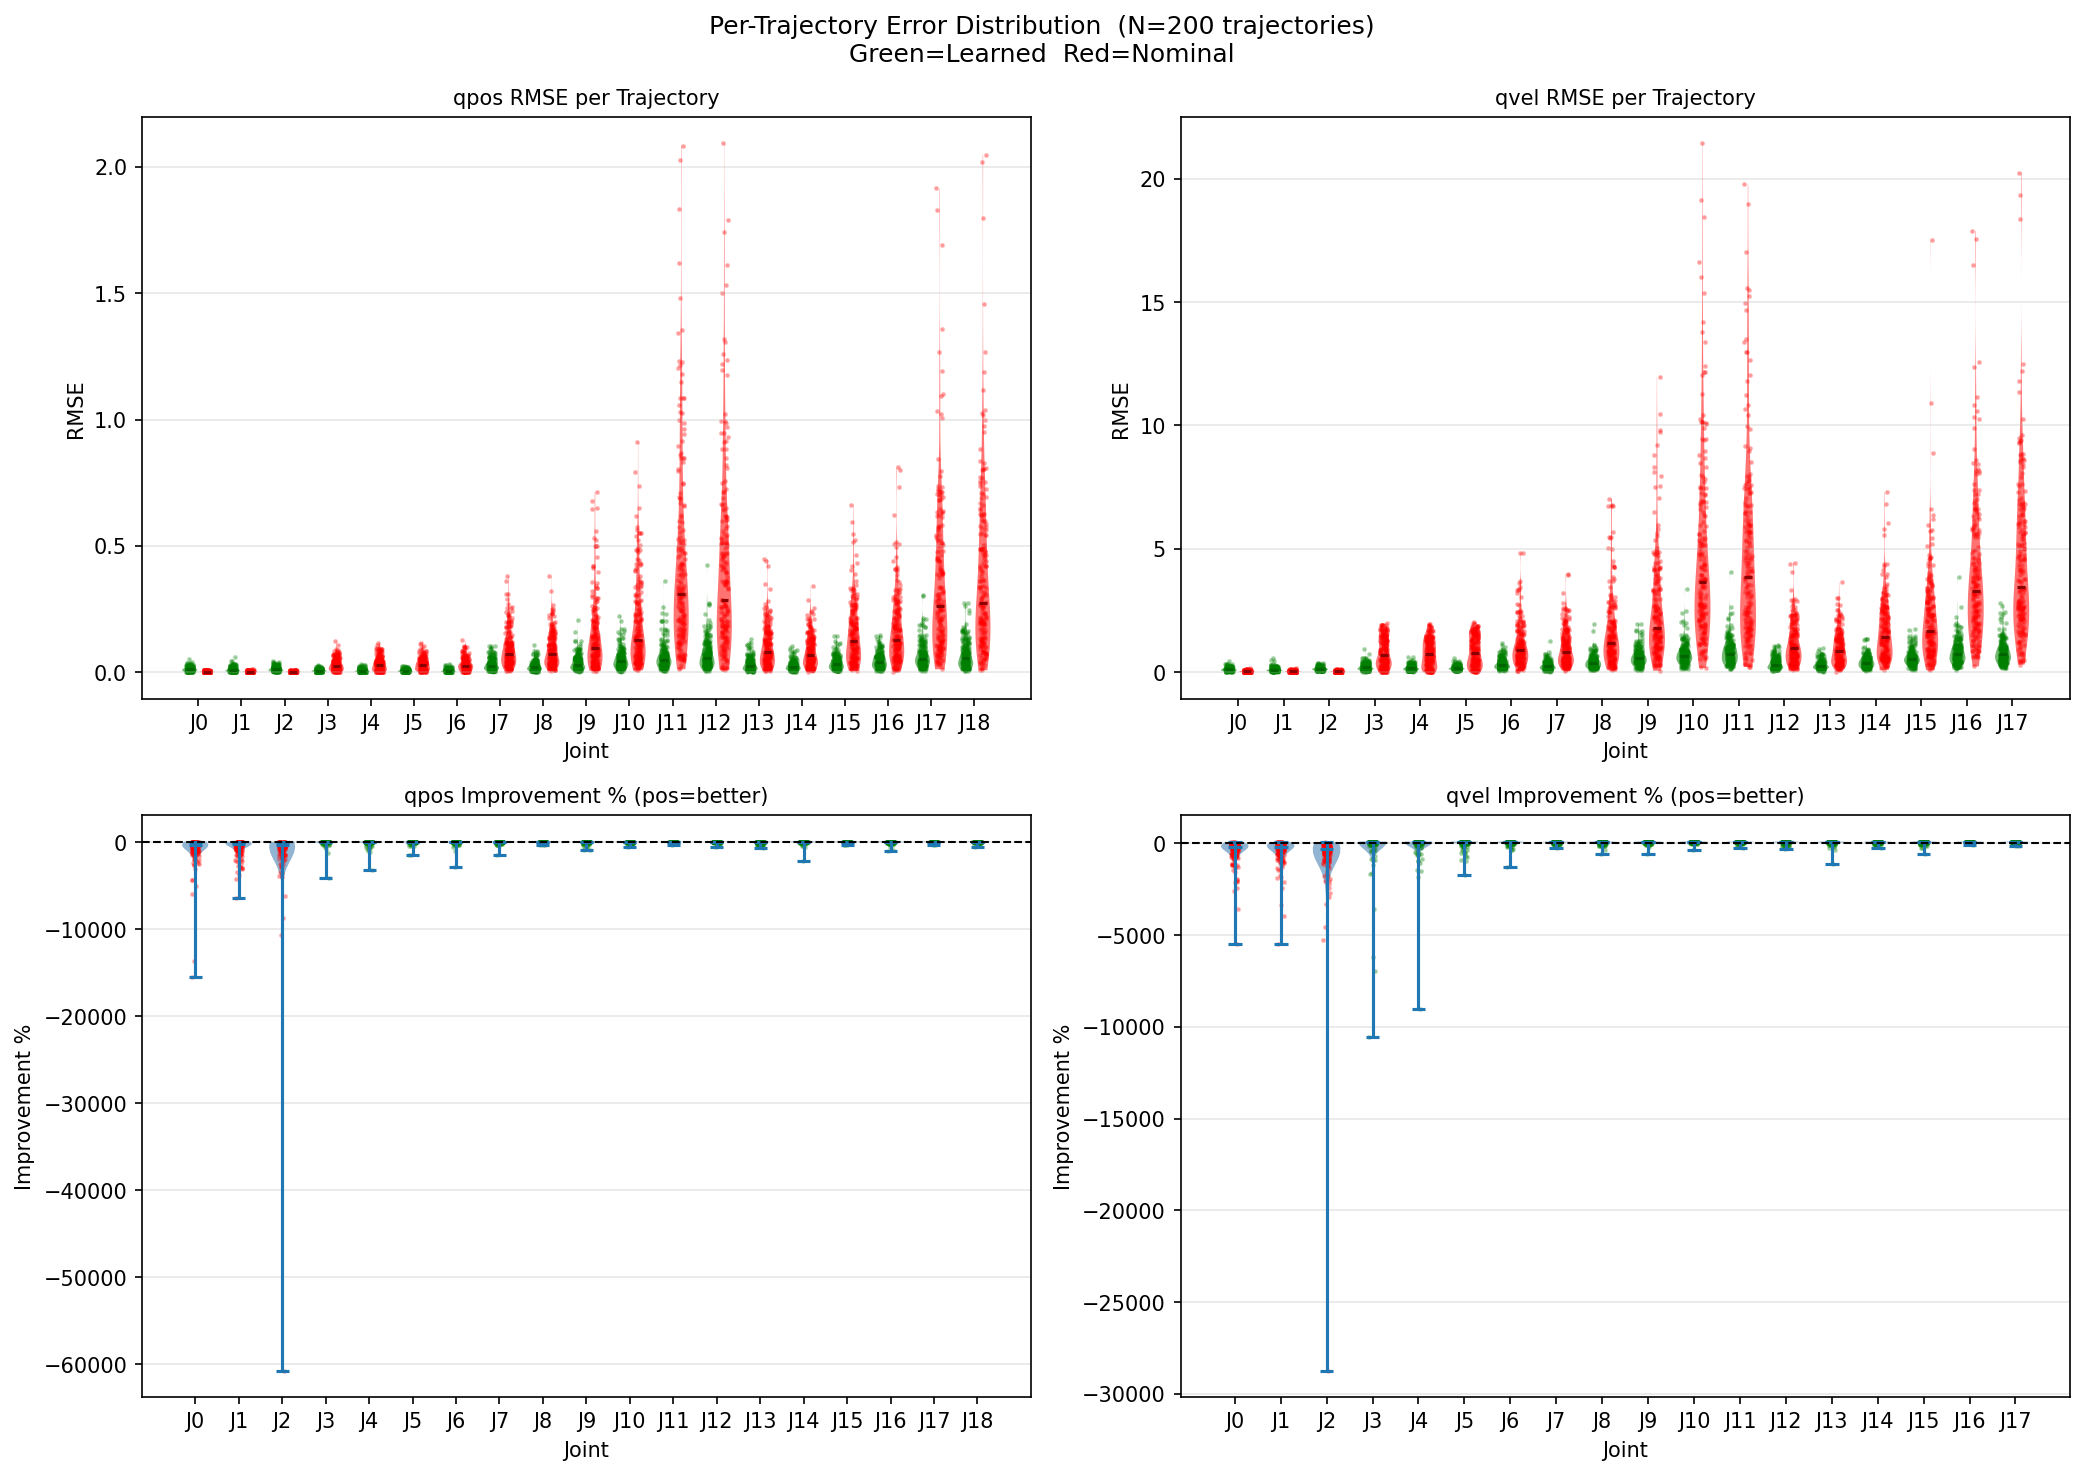 Per-Trajectory Error Distribution  (N=200 trajectories)
Green=Learned  Red=Nominal
qpos RMSE per Trajectory
RMSE
2.0
1.5
1.0
0.5
0.0
J0 J1 J2 J3 J4 J5 J6 J7 J8 J9 J10 J11 J12 J13 J14 J15 J16 J17 J18
Joint
qvel RMSE per Trajectory
RMSE
20
15
10
5
0
J0 J1 J2 J3 J4 J5 J6 J7 J8 J9 J10 J11 J12 J13 J14 J15 J16 J17
Joint
qpos Improvement % (pos=better)
Improvement %
0
−10000
−20000
−30000
−40000
−50000
−60000
J0 J1 J2 J3 J4 J5 J6 J7 J8 J9 J10 J11 J12 J13 J14 J15 J16 J17 J18
Joint
qvel Improvement % (pos=better)
Improvement %
0
−5000
−10000
−15000
−20000
−25000
−30000
J0 J1 J2 J3 J4 J5 J6 J7 J8 J9 J10 J11 J12 J13 J14 J15 J16 J17
Joint